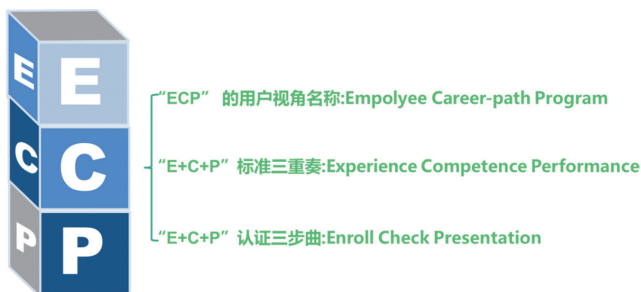 E
E
C
C
P
P
“ECP” 的用户视角名称:Empolyee Career-path Program
“E+C+P” 标准三重奏:Experience Competence Performance
“E+C+P” 认证三步曲:Enroll Check Presentation